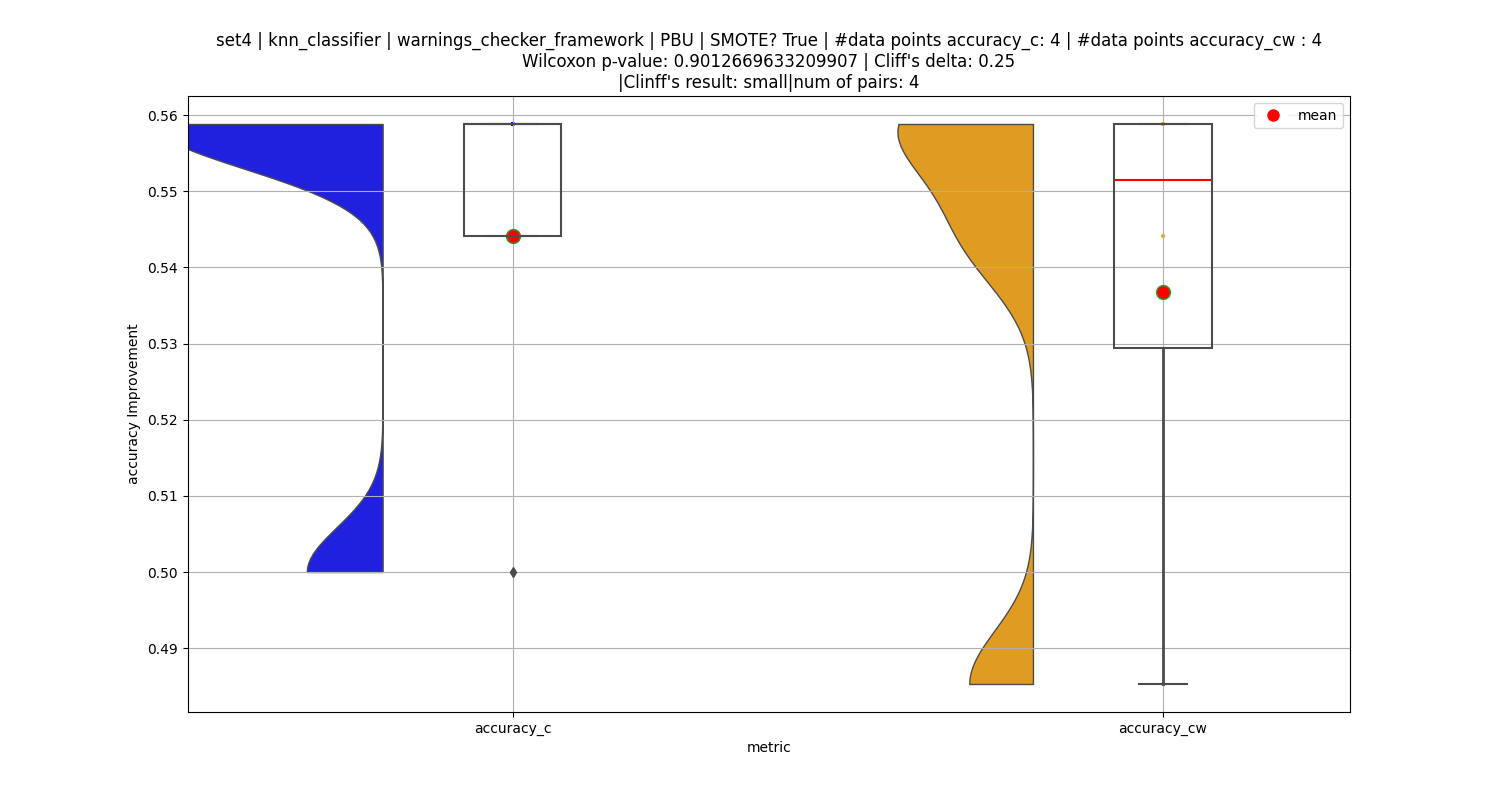 set4 | knn_classifier | warnings_checker_framework | PBU | SMOTE? True | #data points accuracy_c: 4 | #data points accuracy_cw : 4
Wilcoxon p-value: 0.9012669633209907 | Cliff's delta: 0.25
|Clinff's result: small|num of pairs: 4
mean
0.56
0.55
0.54
0.53
0.52
0.51
0.50
0.49
accuracy Improvement
accuracy_c
accuracy_cw
metric